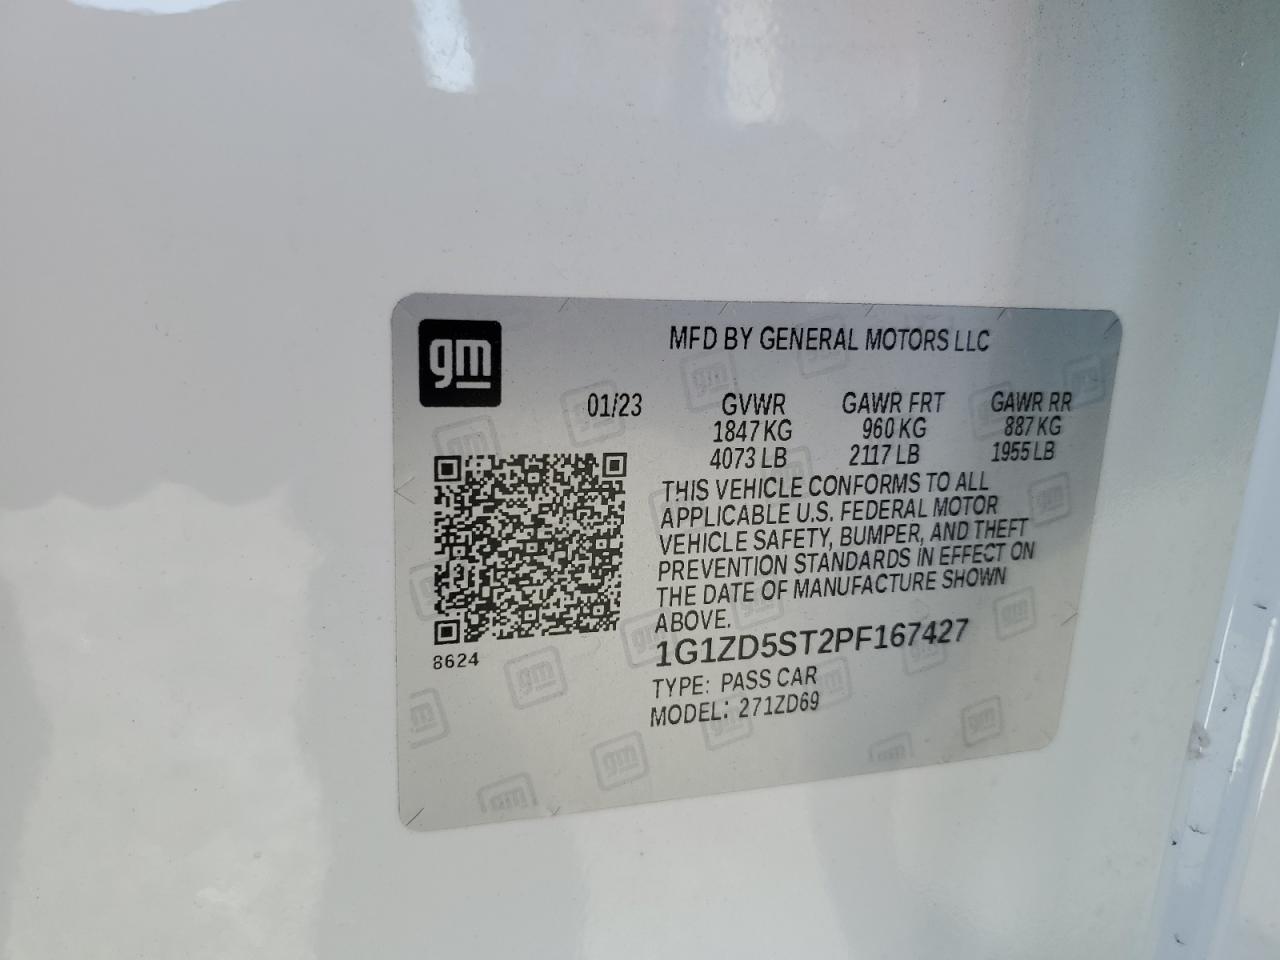 gm
MFD BY GENERAL MOTORS LLC
01/23 GVWR GAWR FRT GAWR RR
1847 KG 960 KG 887 KG
4073 LB 2117 LB 1955 LB
THIS VEHICLE CONFORMS TO ALL
APPLICABLE U.S. FEDERAL MOTOR
VEHICLE SAFETY, BUMPER, AND THEFT
PREVENTION STANDARDS IN EFFECT ON
THE DATE OF MANUFACTURE SHOWN
ABOVE.
8624
1G1ZD5ST2PF167427
TYPE: PASS CAR
MODEL: 271ZD69